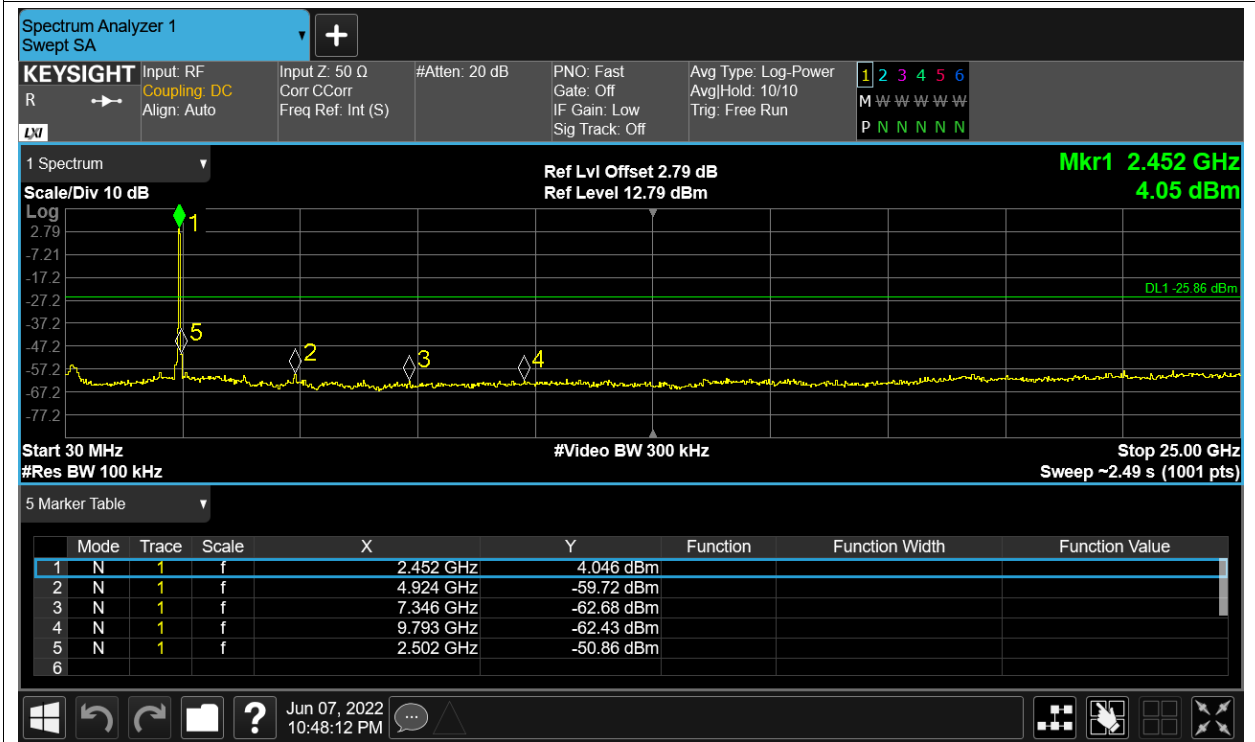 Spectrum Analyzer 1
Swept SA
+
KEYSIGHT
R
LXI
Input: RF
Coupling: DC
Align: Auto
Input Z: 50 Ω
Corr CCorr
Freq Ref: Int (S)
#Atten: 20 dB
PNO: Fast
Gate: Off
IF Gain: Low
Sig Track: Off
Avg Type: Log-Power
Avg|Hold: 10/10
Trig: Free Run
1 2 3 4 5 6
M W W W W W
P N N N N N
1 Spectrum
Scale/Div 10 dB
Ref Lvl Offset 2.79 dB
Ref Level 12.79 dBm
Mkr1 2.452 GHz
4.05 dBm
Log
2.79
-7.21
-17.2
-27.2
-37.2
-47.2
-57.2
-67.2
-77.2
1
5
2
3
4
DL1 -25.86 dBm
Start 30 MHz
#Res BW 100 kHz
#Video BW 300 kHz
Stop 25.00 GHz
Sweep ~2.49 s (1001 pts)
5 Marker Table
Mode Trace Scale X Y Function Function Width Function Value
1 N 1 f 2.452 GHz 4.046 dBm
2 N 1 f 4.924 GHz -59.72 dBm
3 N 1 f 7.346 GHz -62.68 dBm
4 N 1 f 9.793 GHz -62.43 dBm
5 N 1 f 2.502 GHz -50.86 dBm
6
?
Jun 07, 2022
10:48:12 PM